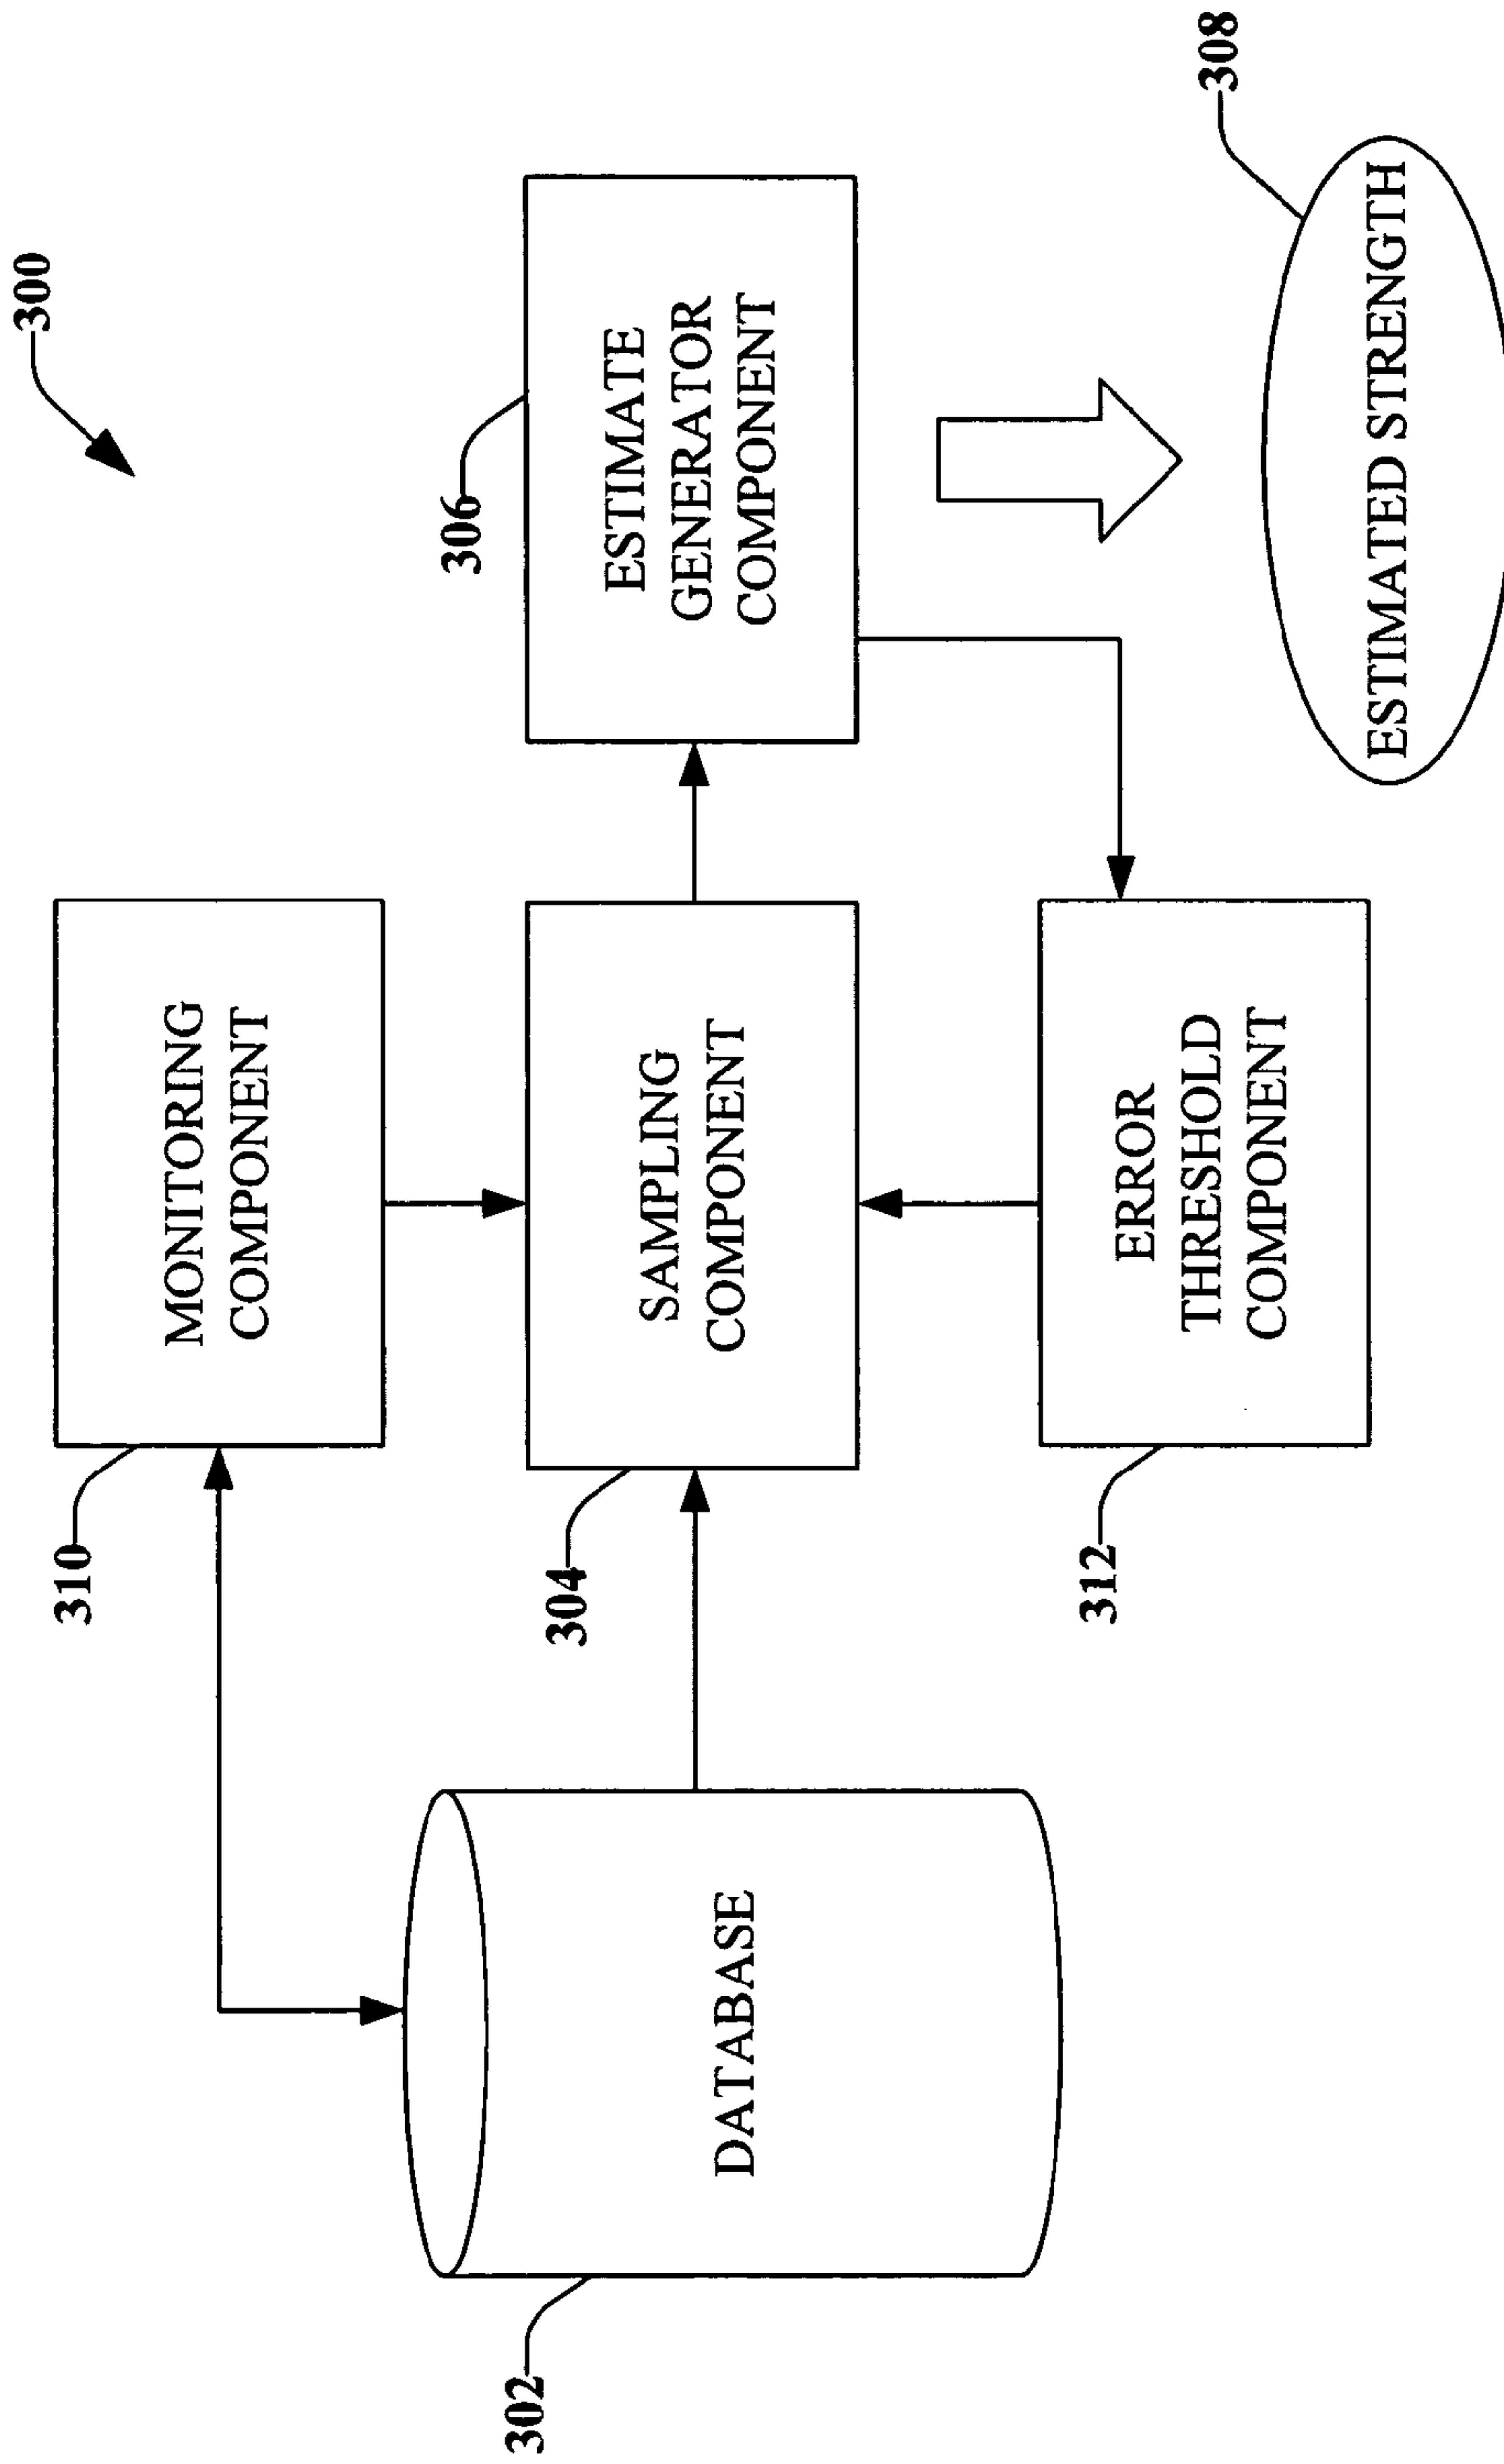 300
310
MONITORING
COMPONENT
302
DATABASE
304
SAMPLING
COMPONENT
306
ESTIMATE
GENERATOR
COMPONENT
312
ERROR
THRESHOLD
COMPONENT
308
ESTIMATED STRENGTH